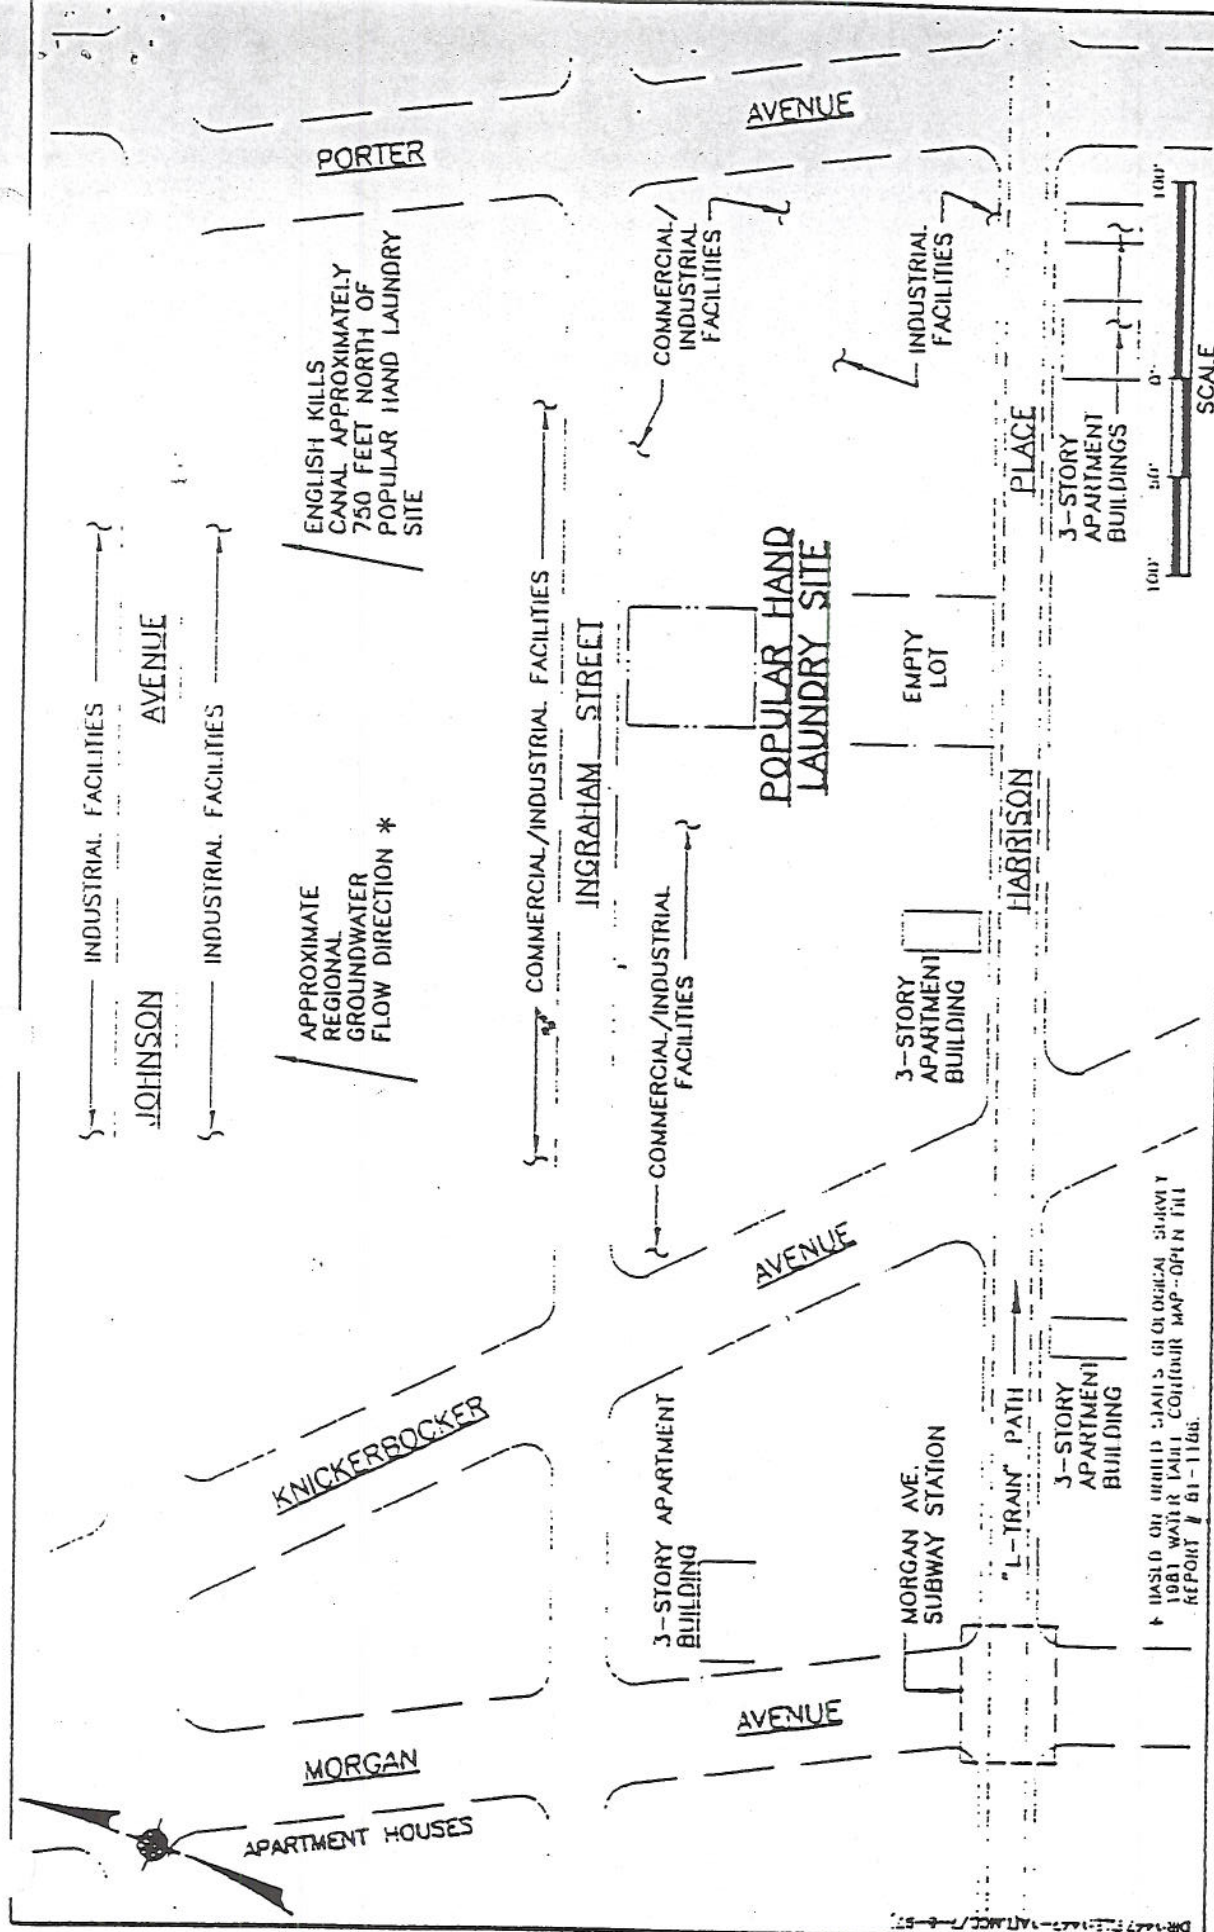 INDUSTRIAL FACILITIES
JOHNSON
AVENUE
INDUSTRIAL FACILITIES
APPROXIMATE
REGIONAL
GROUNDWATER
FLOW DIRECTION *
ENGLISH KILLS
CANAL APPROXIMATELY
750 FEET NORTH OF
POPULAR HAND LAUNDRY
SITE
PORTER
AVENUE
KNICKERBOCKER
AVENUE
MORGAN
AVENUE
APARTMENT HOUSES
COMMERCIAL/INDUSTRIAL FACILITIES
INGRAHAM STREET
COMMERCIAL/INDUSTRIAL
FACILITIES
COMMERCIAL/
INDUSTRIAL
FACILITIES
3-STORY APARTMENT
BUILDING
POPULAR HAND
LAUNDRY SITE
EMPTY
LOT
INDUSTRIAL
FACILITIES
3-STORY
APARTMENT
BUILDING
MORGAN AVE.
SUBWAY STATION
"L-TRAIN" PATH
HARRISON
PLACE
3-STORY
APARTMENT
BUILDING
3-STORY
APARTMENT
BUILDINGS
100' 50' 0' 100'
SCALE
BASED ON UNITED STATES GEOLOGICAL SURVEY
1981 WATER TABLE CONTOUR MAP-OPEN FILE
REPORT # 81-1186.